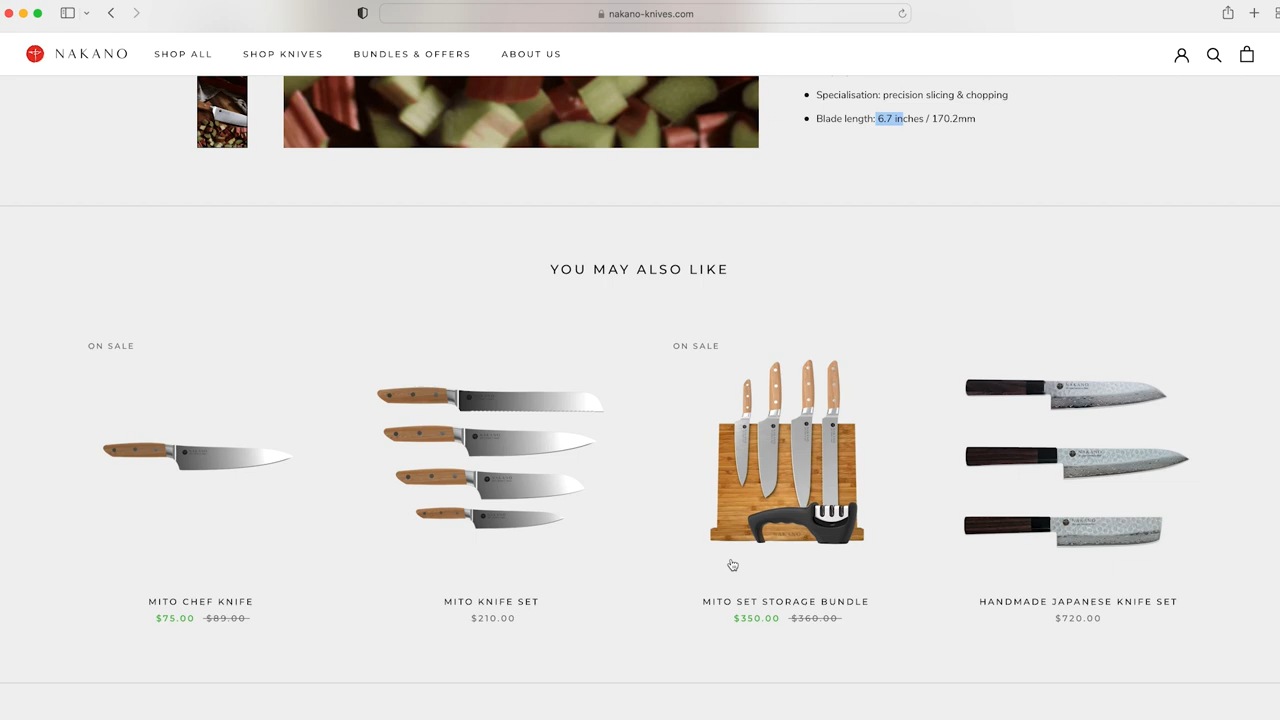 nakano-knives.com
NAKANO SHOP ALL SHOP KNIVES BUNDLES & OFFERS ABOUT US
Specialisation: precision slicing & chopping
Blade length: 6.7 inches / 170.2mm
YOU MAY ALSO LIKE
ON SALE
ON SALE
MITO CHEF KNIFE
$75.00 $89.00
MITO KNIFE SET
$210.00
MITO SET STORAGE BUNDLE
$350.00 $360.00
HANDMADE JAPANESE KNIFE SET
$720.00